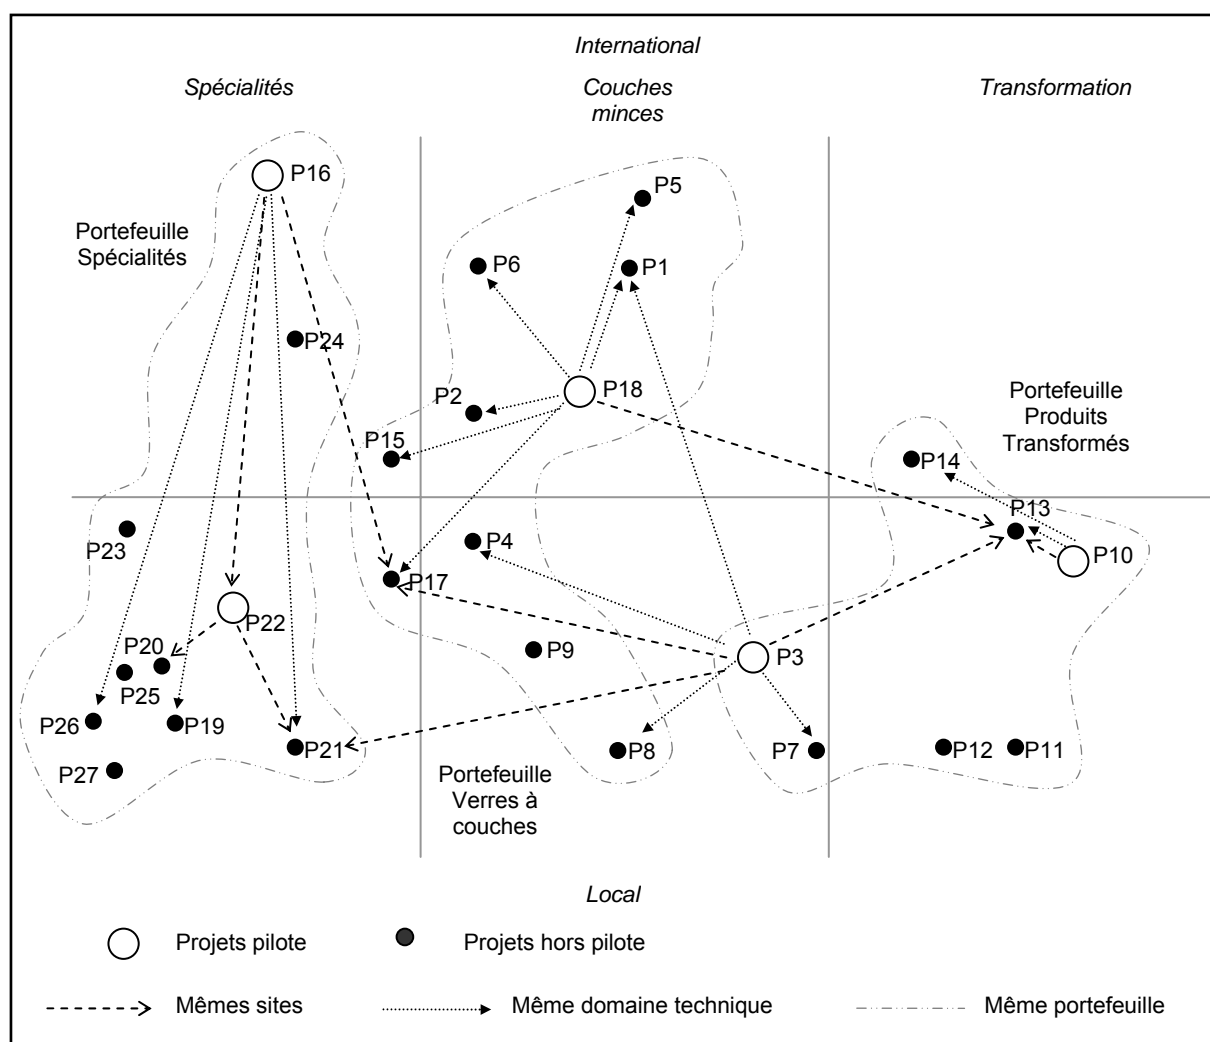 International
Spécialités
Couches
minces
Transformation
P16
P5
Portefeuille
Spécialités
P6
P1
P24
P18
P2
Portefeuille
Produits
Transformés
P15
P14
P13
P23
P4
P10
P17
P22
P20
P9
P3
P25
P26
P19
P21
P8
P7
P12
P11
P27
Portefeuille
Verres à
couches
Local
Projets pilote
Projets hors pilote
Mêmes sites
Même domaine technique
Même portefeuille